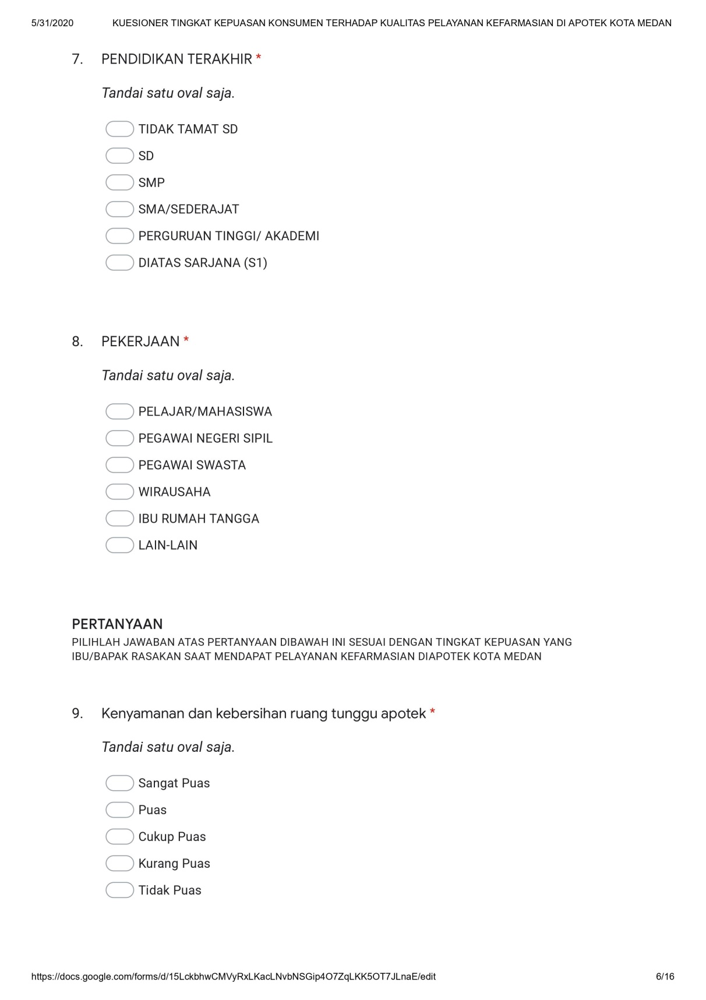 5/31/2020 KUESIONER TINGKAT KEPUASAN KONSUMEN TERHADAP KUALITAS PELAYANAN KEFARMASIAN DI APOTEK KOTA MEDAN
7. PENDIDIKAN TERAKHIR *
Tandai satu oval saja.
TIDAK TAMAT SD
SD
SMP
SMA/SEDERAJAT
PERGURUAN TINGGI/ AKADEMI
DIATAS SARJANA (S1)
8. PEKERJAAN *
Tandai satu oval saja.
PELAJAR/MAHASISWA
PEGAWAI NEGERI SIPIL
PEGAWAI SWASTA
WIRAUSAHA
IBU RUMAH TANGGA
LAIN-LAIN
PERTANYAAN
PILIHLAH JAWABAN ATAS PERTANYAAN DIBAWAH INI SESUAI DENGAN TINGKAT KEPUASAN YANG
IBU/BAPAK RASAKAN SAAT MENDAPAT PELAYANAN KEFARMASIAN DIAPOTEK KOTA MEDAN
9. Kenyamanan dan kebersihan ruang tunggu apotek *
Tandai satu oval saja.
Sangat Puas
Puas
Cukup Puas
Kurang Puas
Tidak Puas
https://docs.google.com/forms/d/15LckbhwCMVyRxLKacLNvbNSGip4O7ZqLKK5OT7JLnaE/edit 6/16